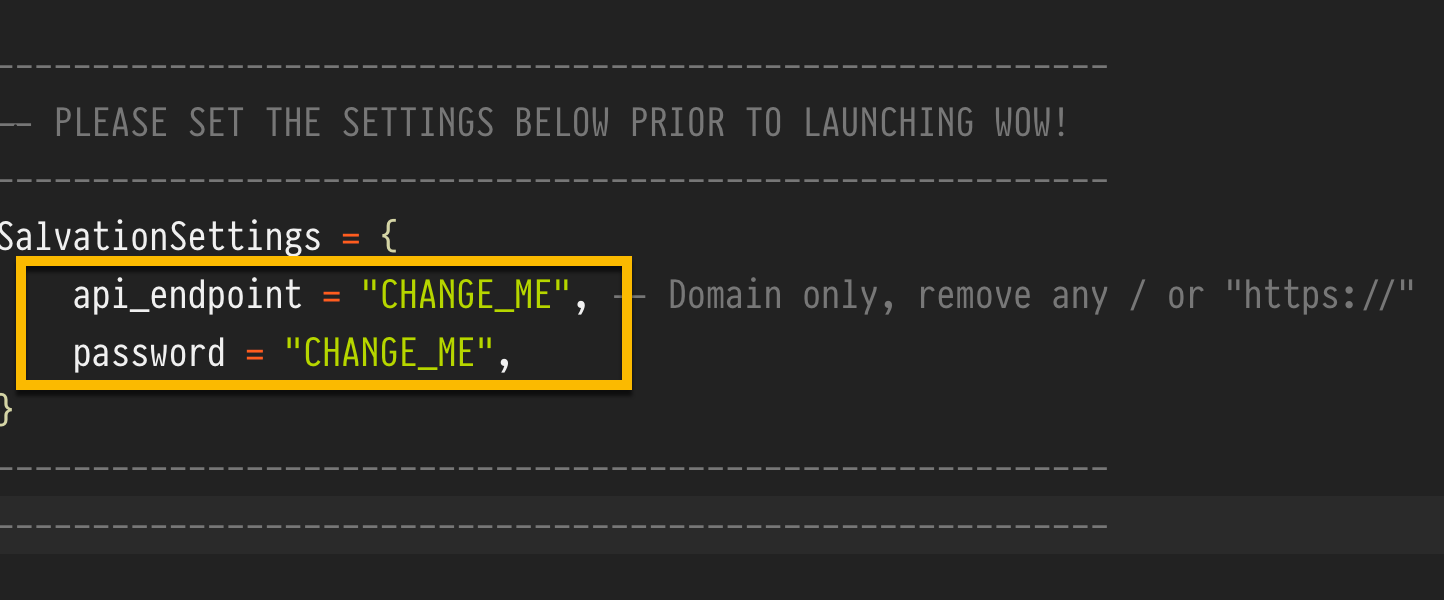 ----------------------------------------------------------
-- PLEASE SET THE SETTINGS BELOW PRIOR TO LAUNCHING WOW!
----------------------------------------------------------
SalvationSettings = {
api_endpoint = "CHANGE_ME", -- Domain only, remove any / or "https://"
password = "CHANGE_ME",
}
----------------------------------------------------------
----------------------------------------------------------